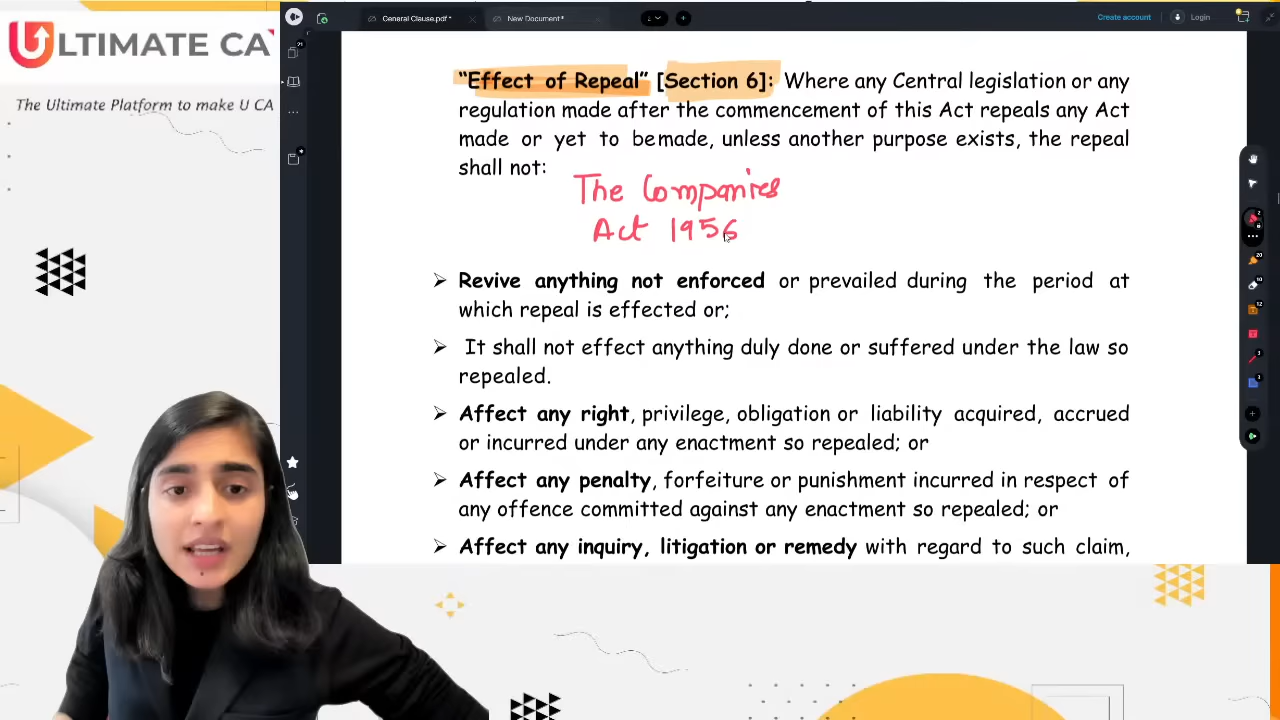 ULTIMATE CA
The Ultimate Platform to make U CA
General Clause.pdf *
New Document*
Create account
Login
"Effect of Repeal" [Section 6]: Where any Central legislation or any
regulation made after the commencement of this Act repeals any Act
made or yet to bemade, unless another purpose exists, the repeal
shall not:
The Companies
Act 1956
➢ Revive anything not enforced or prevailed during the period at
which repeal is effected or;
➢ It shall not effect anything duly done or suffered under the law so
repealed.
➢ Affect any right, privilege, obligation or liability acquired, accrued
or incurred under any enactment so repealed; or
➢ Affect any penalty, forfeiture or punishment incurred in respect of
any offence committed against any enactment so repealed; or
➢ Affect any inquiry, litigation or remedy with regard to such claim,